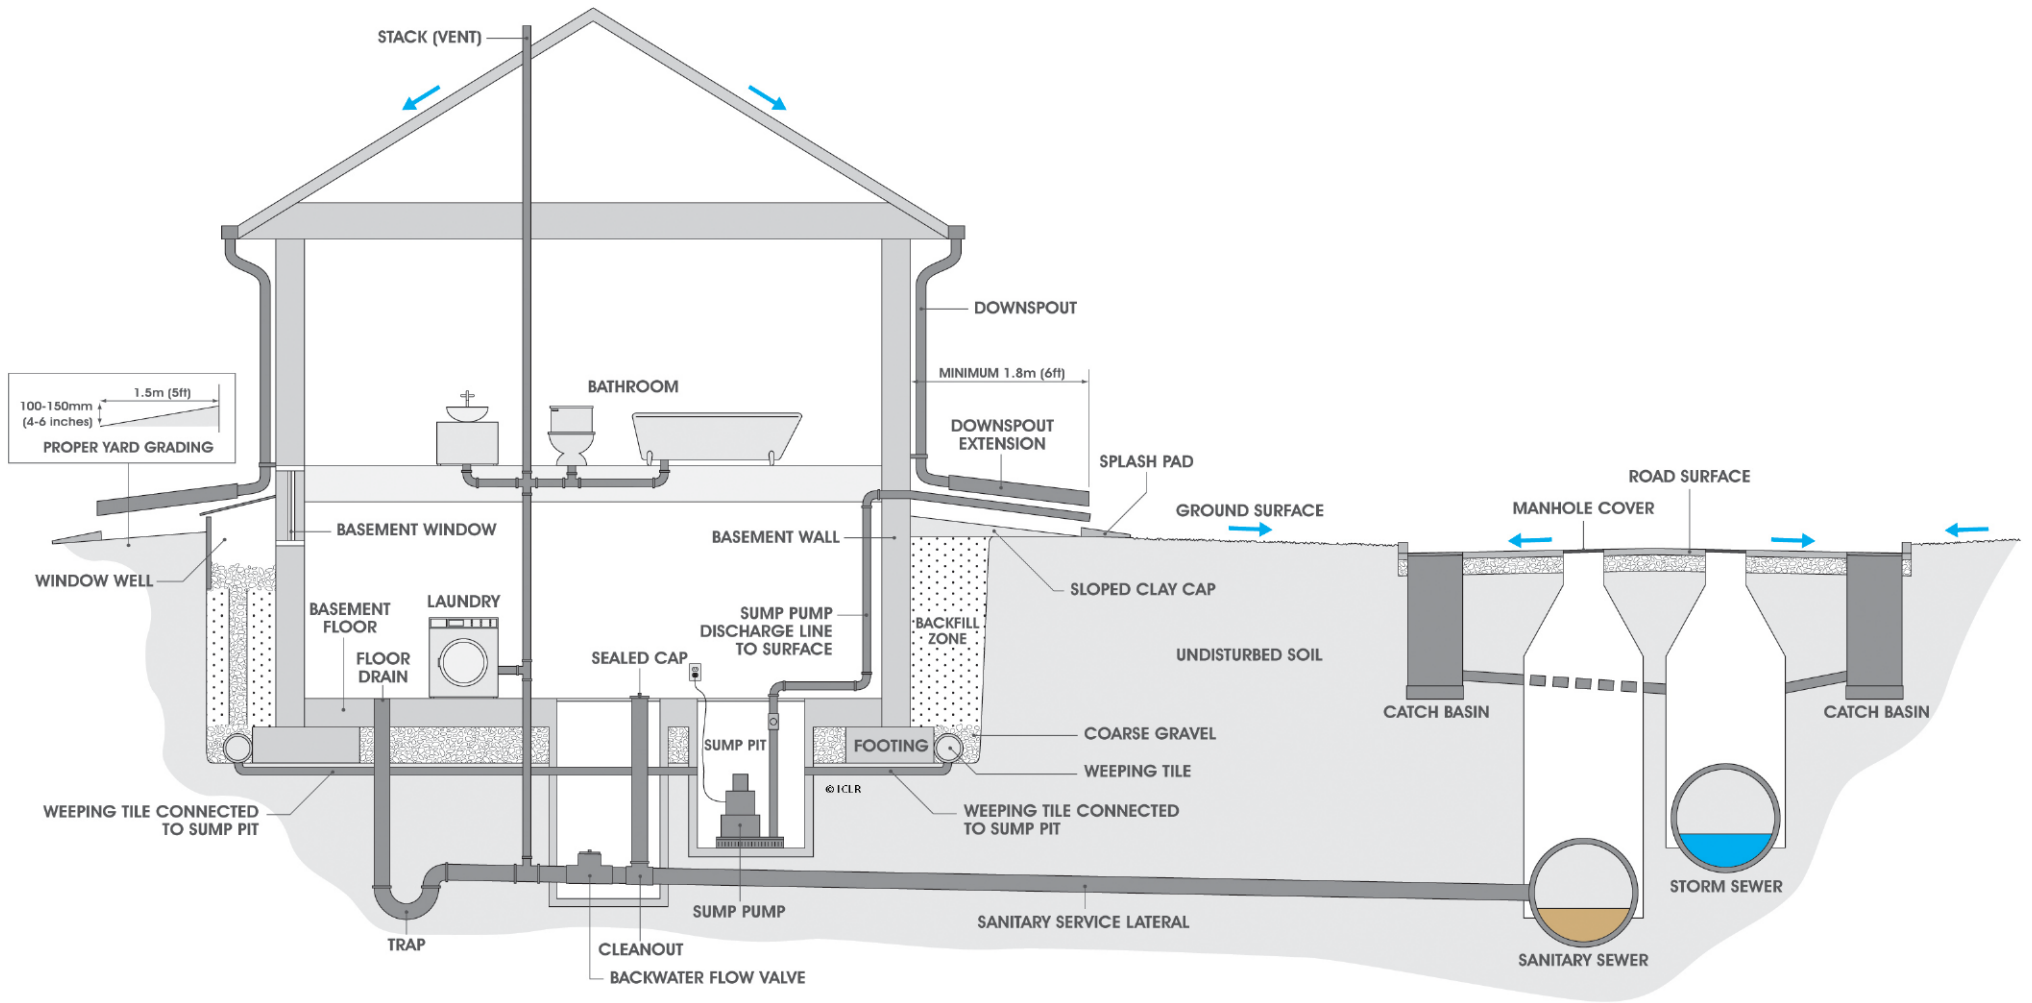 STACK (VENT)
DOWNSPOUT
MINIMUM 1.8m (6ft)
BATHROOM
1.5m (5ft)
100-150mm
(4-6 inches)
PROPER YARD GRADING
DOWNSPOUT
EXTENSION
SPLASH PAD
GROUND SURFACE
ROAD SURFACE
MANHOLE COVER
BASEMENT WINDOW
BASEMENT WALL
WINDOW WELL
SLOPED CLAY CAP
BASEMENT
FLOOR
LAUNDRY
SUMP PUMP
DISCHARGE LINE
TO SURFACE
BACKFILL
ZONE
FLOOR
DRAIN
SEALED CAP
UNDISTURBED SOIL
CATCH BASIN
CATCH BASIN
SUMP PIT
FOOTING
COARSE GRAVEL
WEEPING TILE
© ICLR
WEEPING TILE CONNECTED
TO SUMP PIT
WEEPING TILE CONNECTED
TO SUMP PIT
STORM SEWER
SUMP PUMP
SANITARY SERVICE LATERAL
TRAP
CLEANOUT
SANITARY SEWER
BACKWATER FLOW VALVE